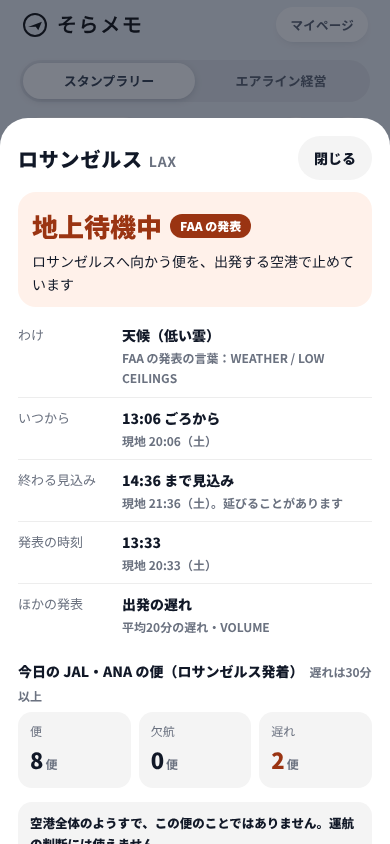 そらメモ
マイページ
スタンプラリー
エアライン経営
ロサンゼルス LAX
閉じる
地上待機中 FAA の発表
ロサンゼルスへ向かう便を、出発する空港で止めて
います
わけ
天候（低い雲）
FAA の発表の言葉：WEATHER / LOW
CEILINGS
いつから
13:06 ごろから
現地 20:06（土）
終わる見込み
14:36 まで見込み
現地 21:36（土）。延びることがあります
発表の時刻
13:33
現地 20:33（土）
ほかの発表
出発の遅れ
平均20分の遅れ・VOLUME
今日の JAL・ANA の便（ロサンゼルス発着） 遅れは30分
以上
便
8便
欠航
0便
遅れ
2便
空港全体のようすで、この便のことではありません。運航
の判断には使えません